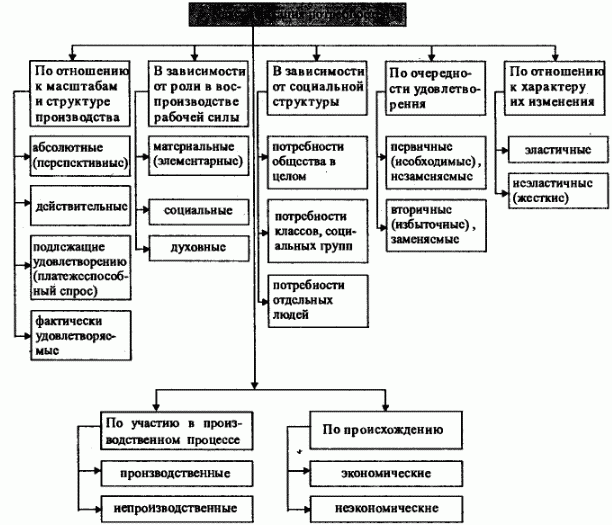 По отношению
к масштабам
и структуре
производства
абсолютные
(перспективные)
действительные
подлежащие
удовлетворению
(платежеспособ-
ный спрос)
фактически
удовлетворяе-
мые
В зависимости
от роли в вос-
производстве
рабочей силы
материальные
(элементарные)
социальные
духовные
В зависимости
от социальной
структуры
потребности
общества в
целом
потребности
классов, соци-
альных групп
потребности
отдельных
людей
По очередно-
сти удовлетво-
рения
первичные
(необходимые),
незаменяемые
вторичные
(избыточные),
заменяемые
По отношению
к характеру
их изменения
эластичные
неэластичные
(жесткие)
По участию в произ-
водственном процессе
производственные
непроизводственные
По происхождению
экономические
неэкономические